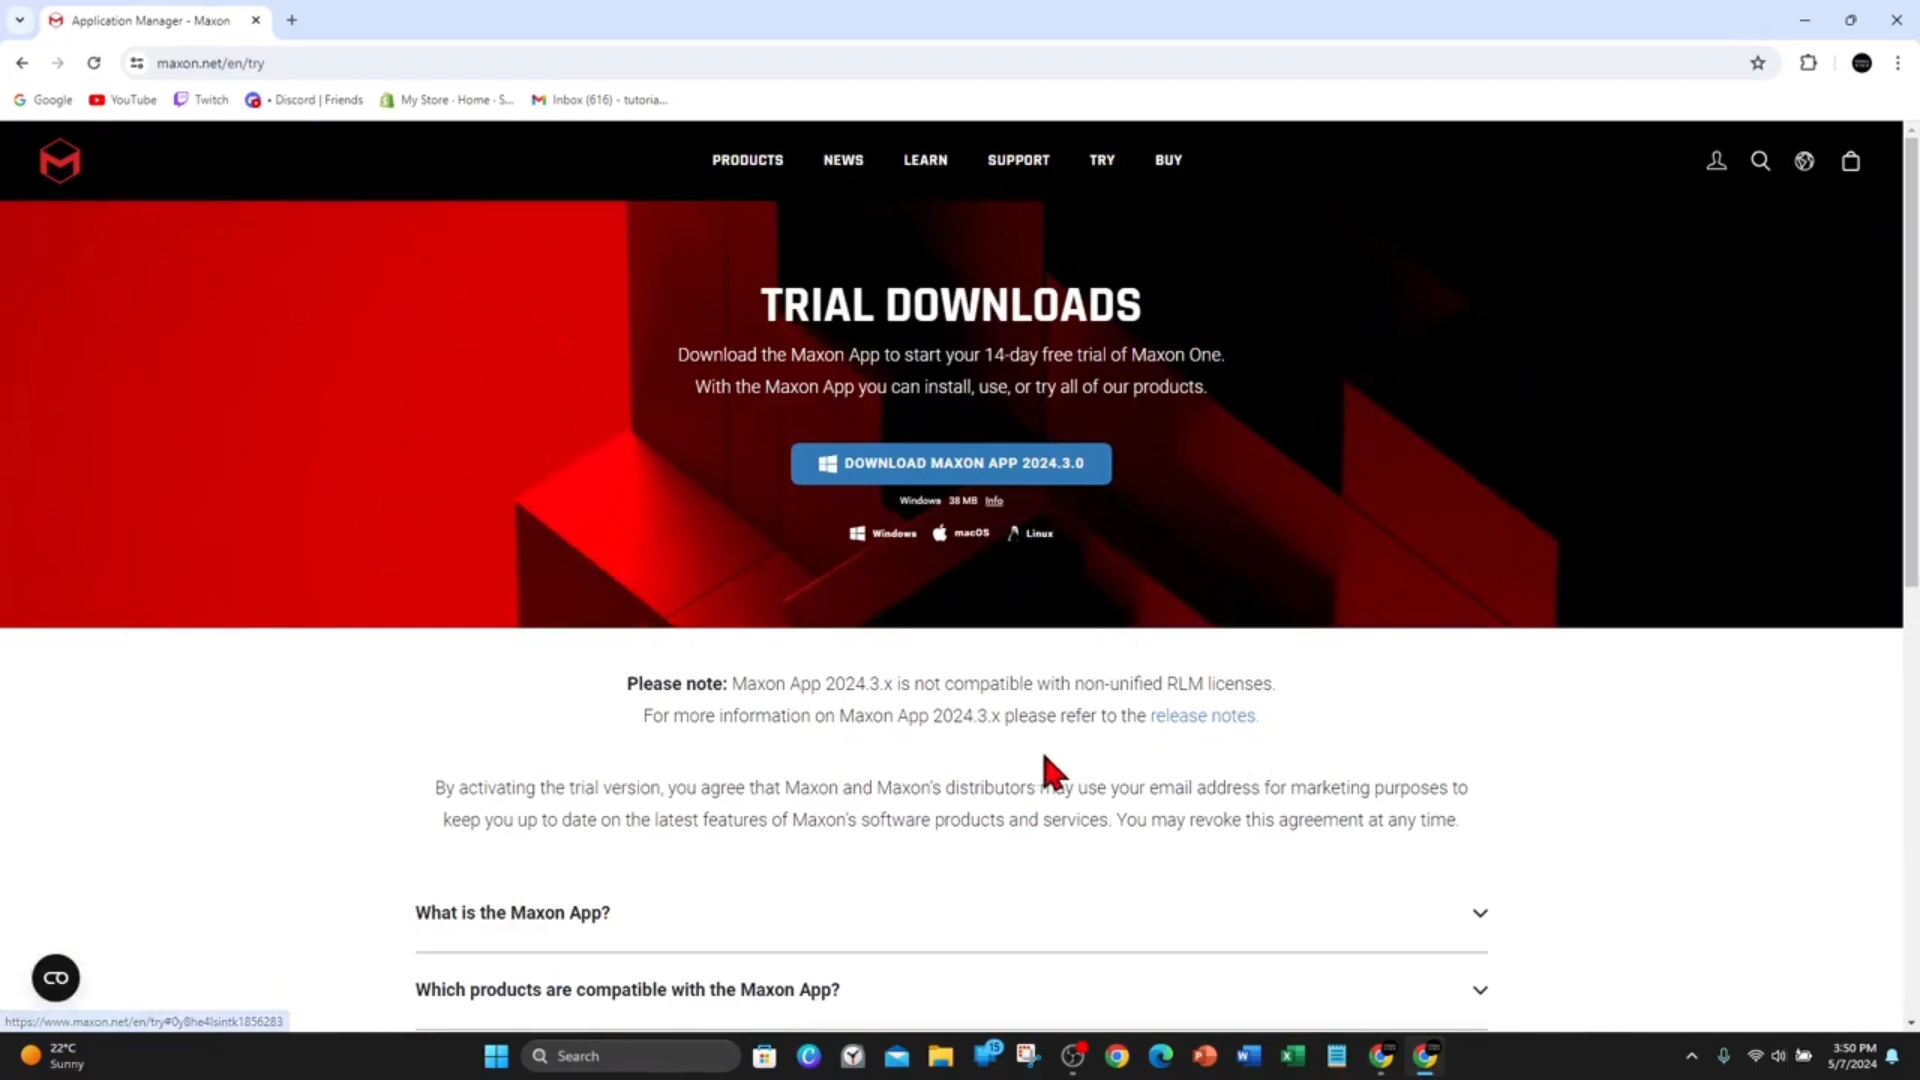 Application Manager - Maxon
maxon.net/en/try
Google
YouTube
Twitch
• Discord | Friends
My Store · Home · S...
Inbox (616) - tutoria...
PRODUCTS
NEWS
LEARN
SUPPORT
TRY
BUY
TRIAL DOWNLOADS
Download the Maxon App to start your 14-day free trial of Maxon One.
With the Maxon App you can install, use, or try all of our products.
DOWNLOAD MAXON APP 2024.3.0
Windows 38 MB Info
Windows
macOS
Linux
Please note: Maxon App 2024.3.x is not compatible with non-unified RLM licenses.
For more information on Maxon App 2024.3.x please refer to the release notes.
By activating the trial version, you agree that Maxon and Maxon's distributors may use your email address for marketing purposes to
keep you up to date on the latest features of Maxon's software products and services. You may revoke this agreement at any time.
What is the Maxon App?
Which products are compatible with the Maxon App?
https://www.maxon.net/en/try#0y8he4lsintk1856283
22°C
Sunny
Search
15
3:50 PM
5/7/2024